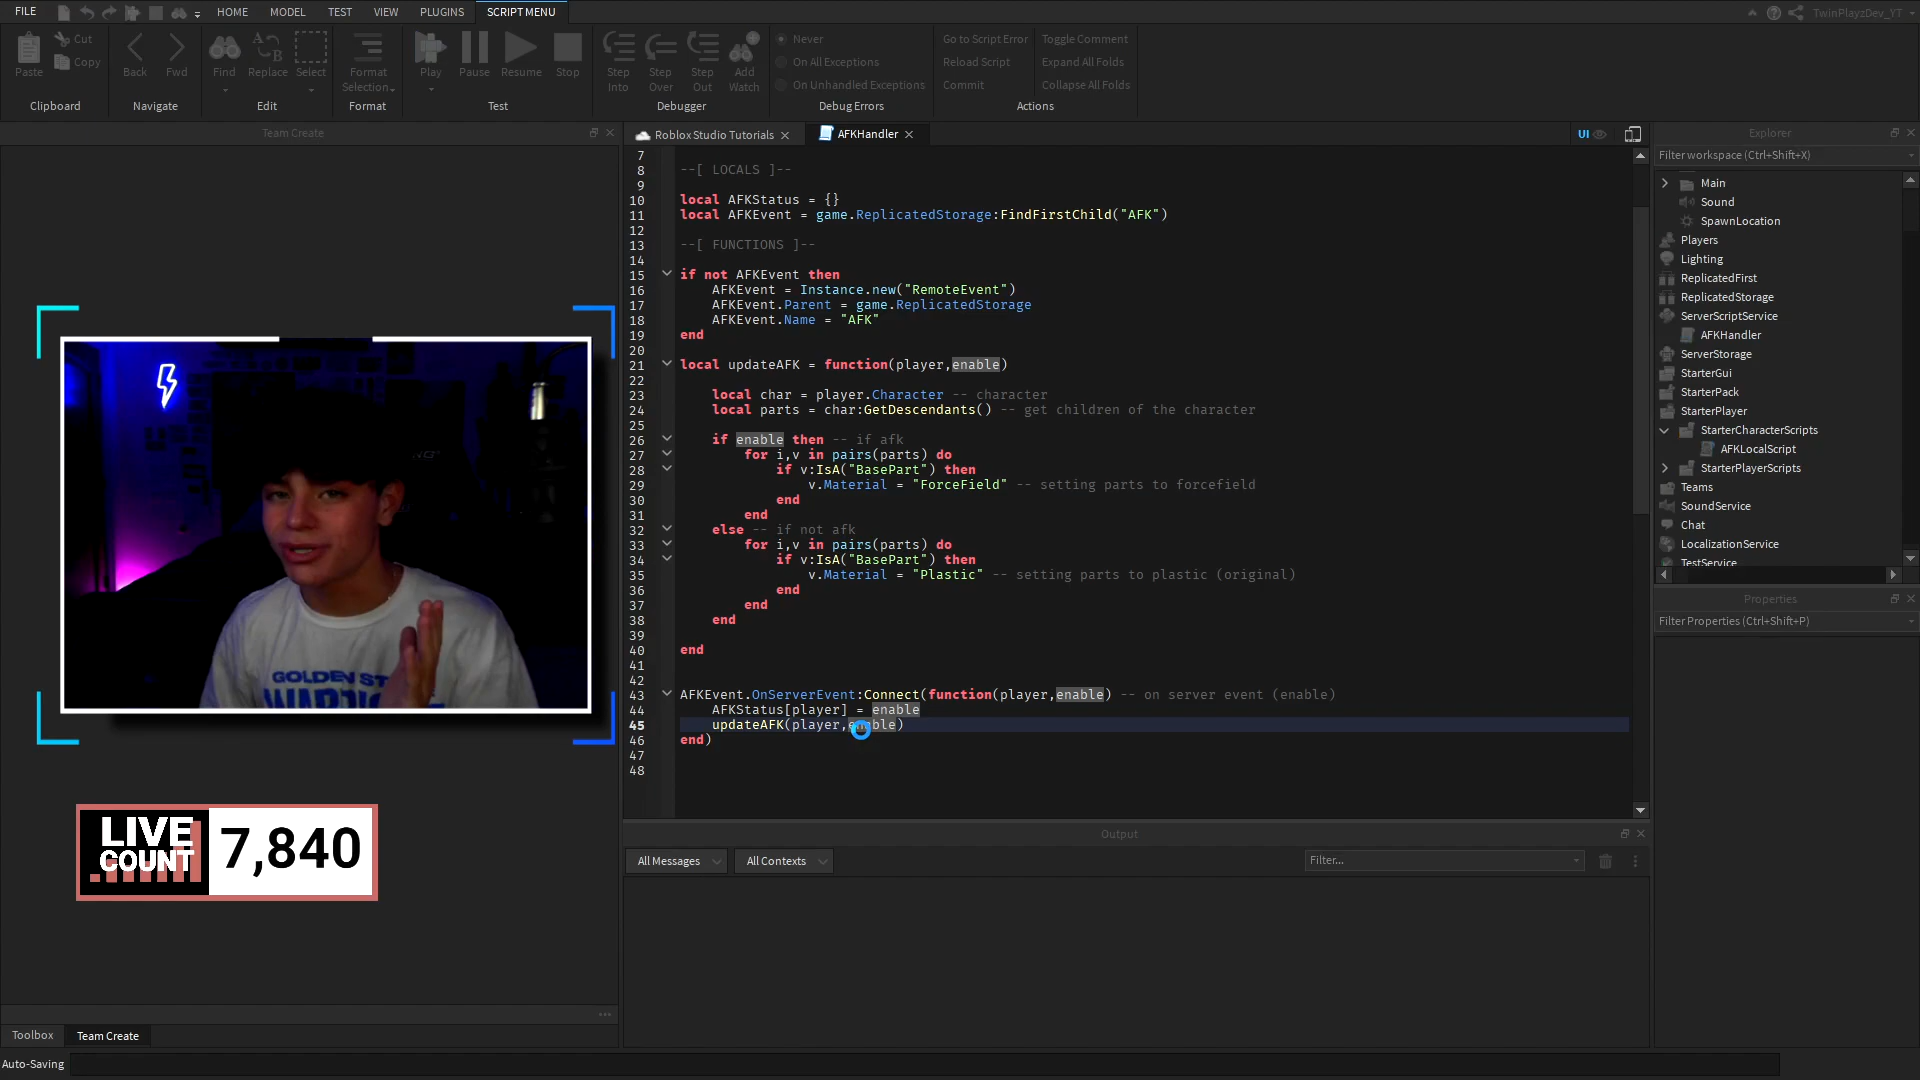 FILE
HOME
MODEL
TEST
VIEW
PLUGINS
SCRIPT MENU
TwinPlayzDev_YT
Paste
Cut
Copy
Clipboard
Back
Fwd
Navigate
Find
Replace
Select
Edit
Format
Selection
Format
Play
Pause
Resume
Stop
Test
Step
Into
Step
Over
Step
Out
Add
Watch
Debugger
Never
On All Exceptions
On Unhandled Exceptions
Debug Errors
Go to Script Error
Reload Script
Commit
Toggle Comment
Expand All Folds
Collapse All Folds
Actions
Team Create
Roblox Studio Tutorials
AFKHandler
UI
7
8 --[ LOCALS ]--
9
10 local AFKStatus = {}
11 local AFKEvent = game.ReplicatedStorage:FindFirstChild("AFK")
12
13 --[ FUNCTIONS ]--
14
15 if not AFKEvent then
16 AFKEvent = Instance.new("RemoteEvent")
17 AFKEvent.Parent = game.ReplicatedStorage
18 AFKEvent.Name = "AFK"
19 end
20
21 local updateAFK = function(player,enable)
22
23 local char = player.Character -- character
24 local parts = char:GetDescendants() -- get children of the character
25
26 if enable then -- if afk
27 for i,v in pairs(parts) do
28 if v:IsA("BasePart") then
29 v.Material = "ForceField" -- setting parts to forcefield
30 end
31 end
32 else -- if not afk
33 for i,v in pairs(parts) do
34 if v:IsA("BasePart") then
35 v.Material = "Plastic" -- setting parts to plastic (original)
36 end
37 end
38 end
39
40 end
41
42
43 AFKEvent.OnServerEvent:Connect(function(player,enable) -- on server event (enable)
44 AFKStatus[player] = enable
45 updateAFK(player,enable)
46 end)
47
48
Explorer
Filter workspace (Ctrl+Shift+X)
Main
Sound
SpawnLocation
Players
Lighting
ReplicatedFirst
ReplicatedStorage
ServerScriptService
AFKHandler
ServerStorage
StarterGui
StarterPack
StarterPlayer
StarterCharacterScripts
AFKLocalScript
StarterPlayerScripts
Teams
SoundService
Chat
LocalizationService
TestService
Properties
Filter Properties (Ctrl+Shift+P)
GOLDEN ST
WARRIO
LIVE
COUNT
7,840
Output
All Messages
All Contexts
Filter...
Toolbox
Team Create
Auto-Saving